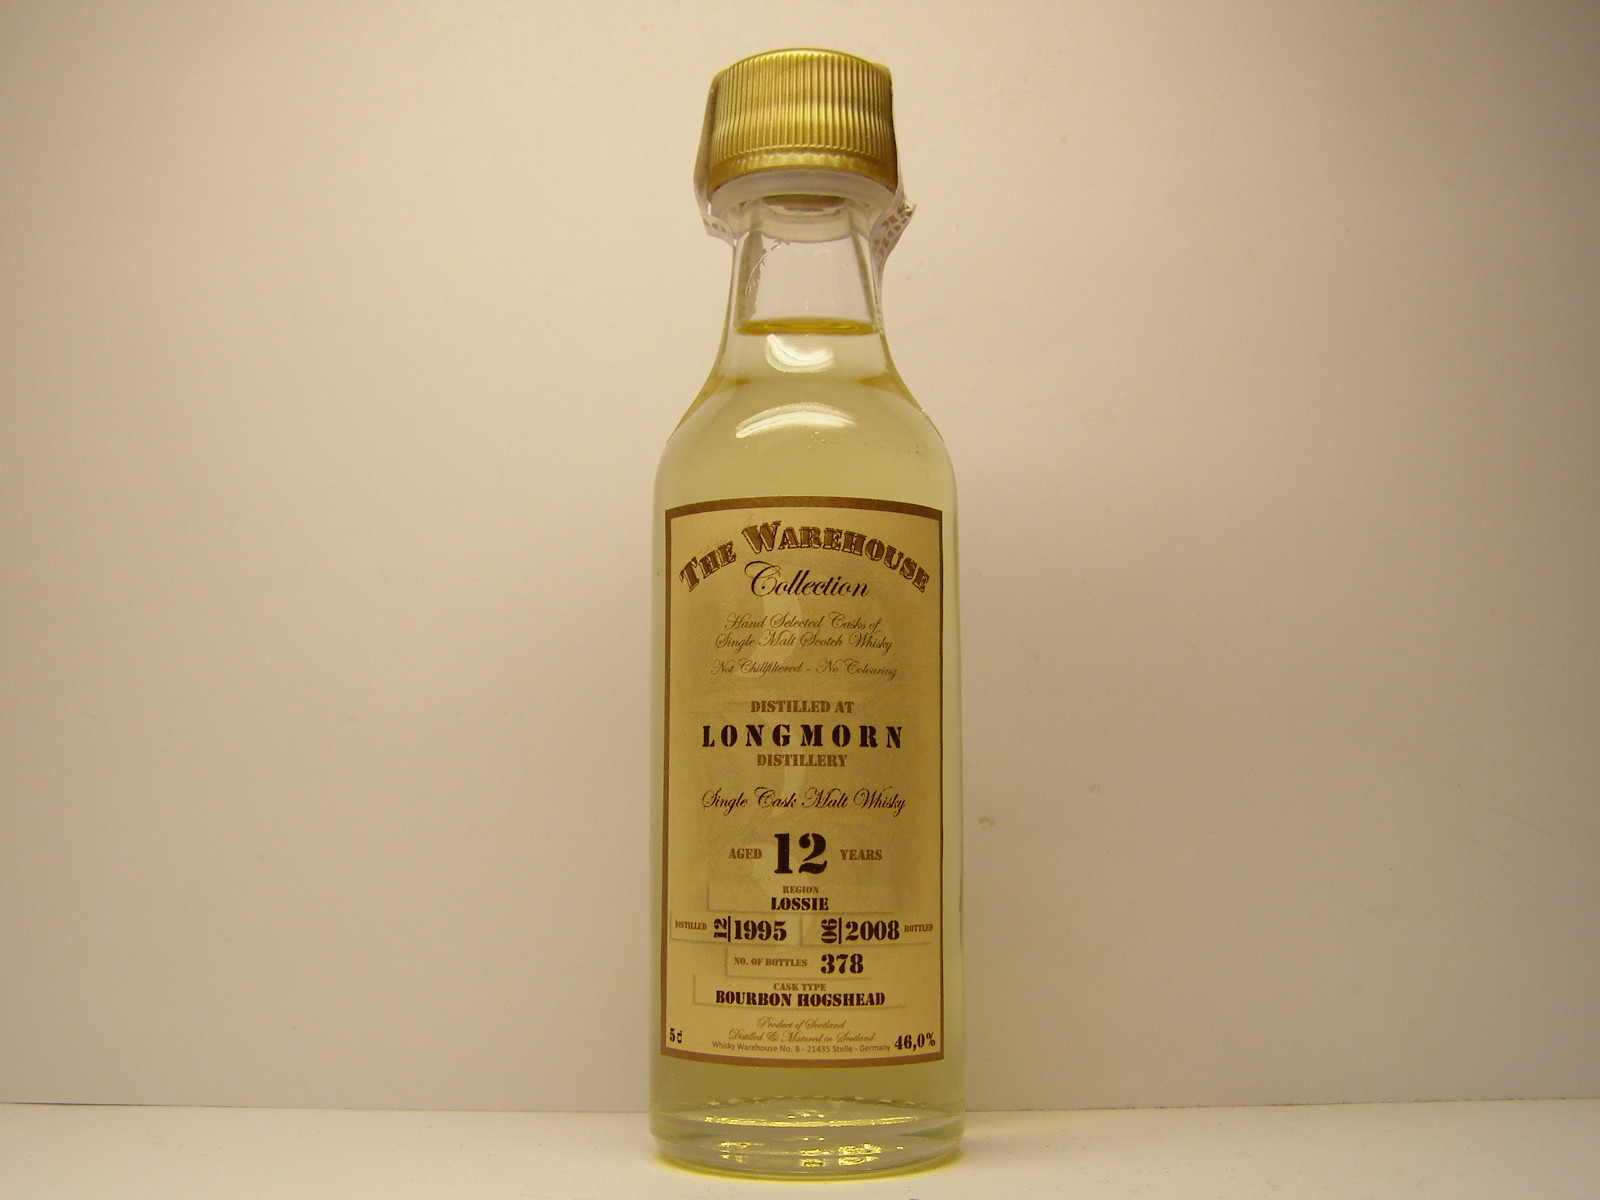 THE WAREHOUSE
Collection
Hand Selected Casks of
Single Malt Scotch Whisky
Not Chillfiltered - No Colouring
DISTILLED AT
LONGMORN
DISTILLERY
Single Cask Malt Whisky
AGED 12 YEARS
REGION
LOSSIE
DISTILLED 12|1995 06|2008 BOTTLED
NO. OF BOTTLES 378
CASK TYPE
BOURBON HOGSHEAD
Product of Scotland
Distilled & Matured in Scotland
Whisky Warehouse No. 8 - 21435 Stelle - Germany
5cl 46,0%